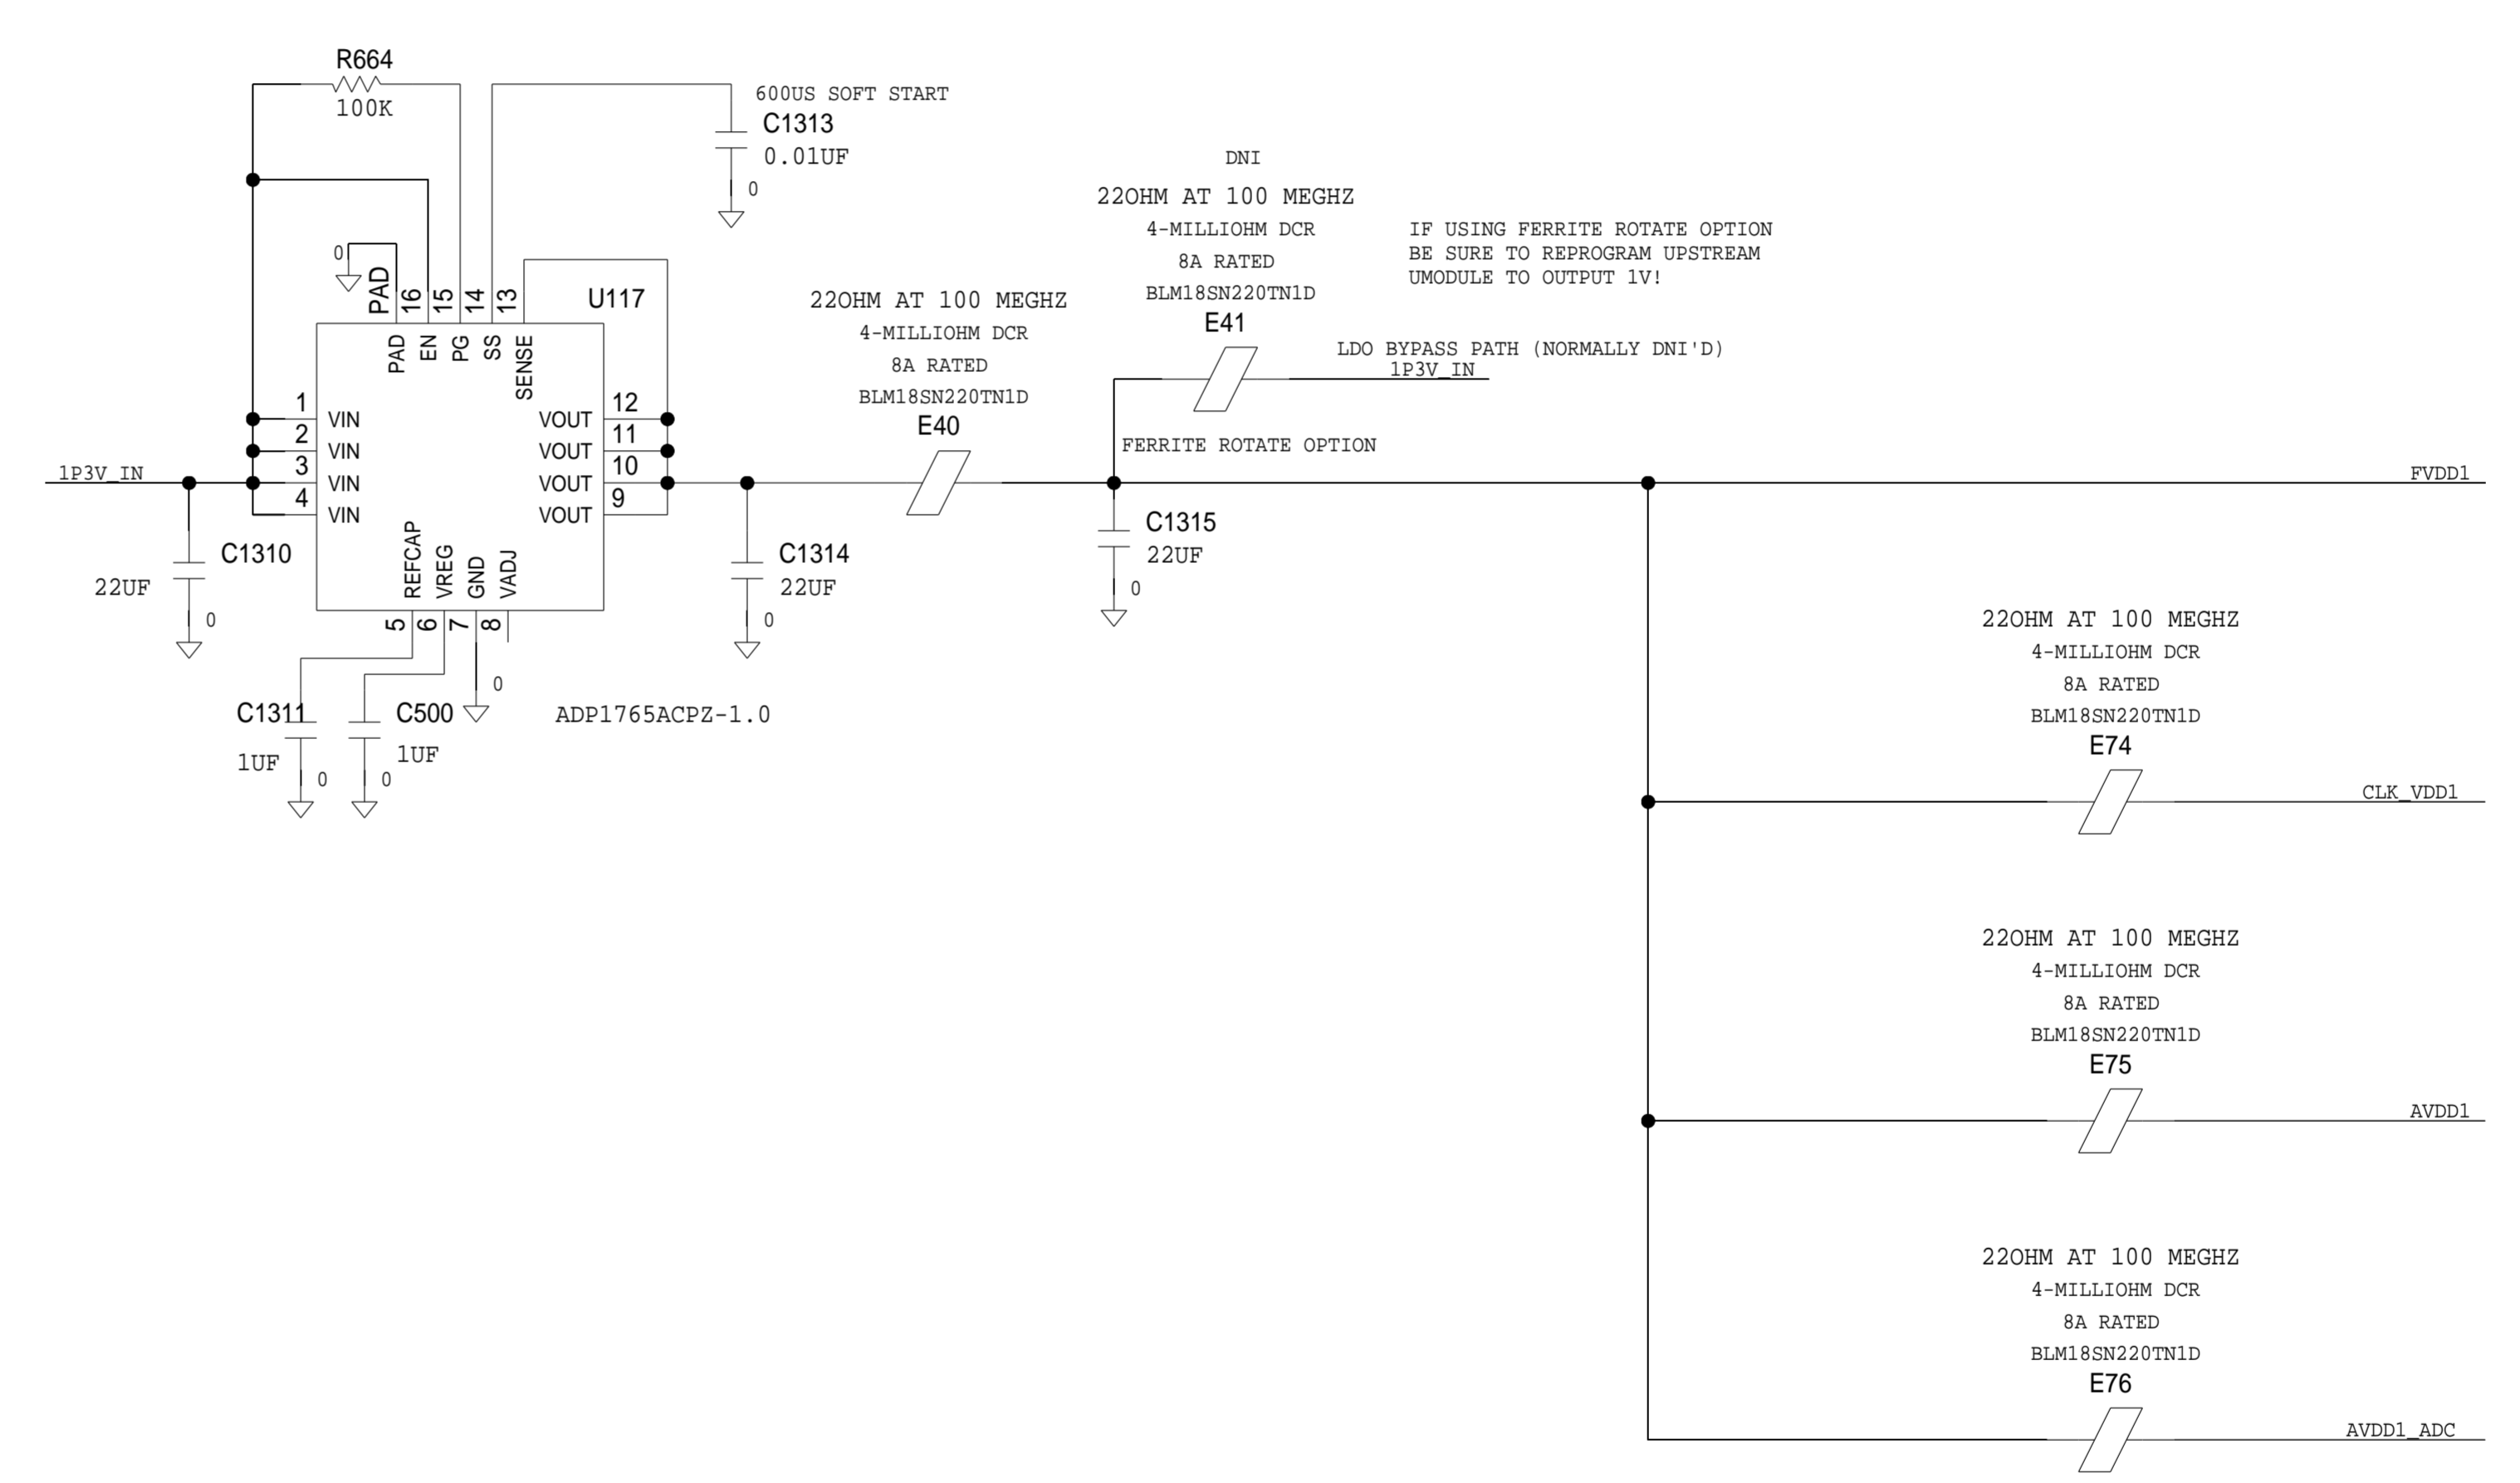 R664
100K
600US SOFT START
C1313
0.01UF
0
DNI
22OHM AT 100 MEGHZ
4-MILLIOHM DCR
8A RATED
BLM18SN220TN1D
E41
IF USING FERRITE ROTATE OPTION
BE SURE TO REPROGRAM UPSTREAM
UMODULE TO OUTPUT 1V!
LDO BYPASS PATH (NORMALLY DNI'D)
1P3V_IN
FERRITE ROTATE OPTION
0
PAD
16
15
14
13
U117
PAD
EN
PG
SS
SENSE
22OHM AT 100 MEGHZ
4-MILLIOHM DCR
8A RATED
BLM18SN220TN1D
E40
1
VIN
2
VIN
3
VIN
4
VIN
VOUT
12
VOUT
11
VOUT
10
VOUT
9
1P3V_IN
FVDD1
REFCAP
VREG
GND
VADJ
5
6
7
8
C1310
22UF
0
C1314
22UF
0
C1315
22UF
0
C1311
1UF
0
C500
1UF
0
0
ADP1765ACPZ-1.0
22OHM AT 100 MEGHZ
4-MILLIOHM DCR
8A RATED
BLM18SN220TN1D
E74
CLK_VDD1
22OHM AT 100 MEGHZ
4-MILLIOHM DCR
8A RATED
BLM18SN220TN1D
E75
AVDD1
22OHM AT 100 MEGHZ
4-MILLIOHM DCR
8A RATED
BLM18SN220TN1D
E76
AVDD1_ADC